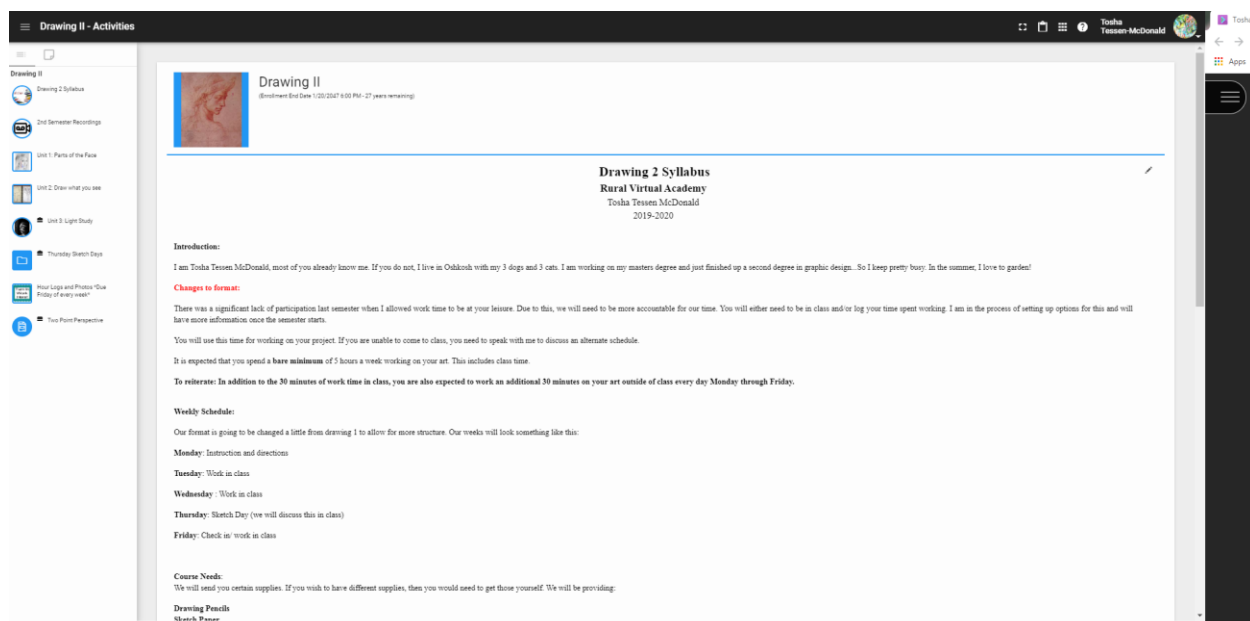 Drawing II - Activities
Tosha
Tessen-McDonald
Tosha
Apps
Drawing II
Drawing 2 Syllabus
2nd Semester Recordings
Unit 1: Parts of the Face
Unit 2: Draw what you see
Unit 3: Light Study
Thursday Sketch Days
Hour Logs and Photos *Due
Friday of every week*
Two Point Perspective
Drawing II
(Enrollment End Date 1/20/2047 6:00 PM - 27 years remaining)
Drawing 2 Syllabus
Rural Virtual Academy
Tosha Tessen McDonald
2019-2020
Introduction:
I am Tosha Tessen McDonald, most of you already know me. If you do not, I live in Oshkosh with my 3 dogs and 3 cats. I am working on my masters degree and just finished up a second degree in graphic design...So I keep pretty busy. In the summer, I love to garden!
Changes to format:
There was a significant lack of participation last semester when I allowed work time to be at your leisure. Due to this, we will need to be more accountable for our time. You will either need to be in class and/or log your time spent working. I am in the process of setting up options for this and will
have more information once the semester starts.
You will use this time for working on your project. If you are unable to come to class, you need to speak with me to discuss an alternate schedule.
It is expected that you spend a bare minimum of 5 hours a week working on your art. This includes class time.
To reiterate: In addition to the 30 minutes of work time in class, you are also expected to work an additional 30 minutes on your art outside of class every day Monday through Friday.
Weekly Schedule:
Our format is going to be changed a little from drawing 1 to allow for more structure. Our weeks will look something like this:
Monday: Instruction and directions
Tuesday: Work in class
Wednesday : Work in class
Thursday: Sketch Day (we will discuss this in class)
Friday: Check in/ work in class
Course Needs:
We will send you certain supplies. If you wish to have different supplies, then you would need to get those yourself. We will be providing:
Drawing Pencils
Sketch Paper